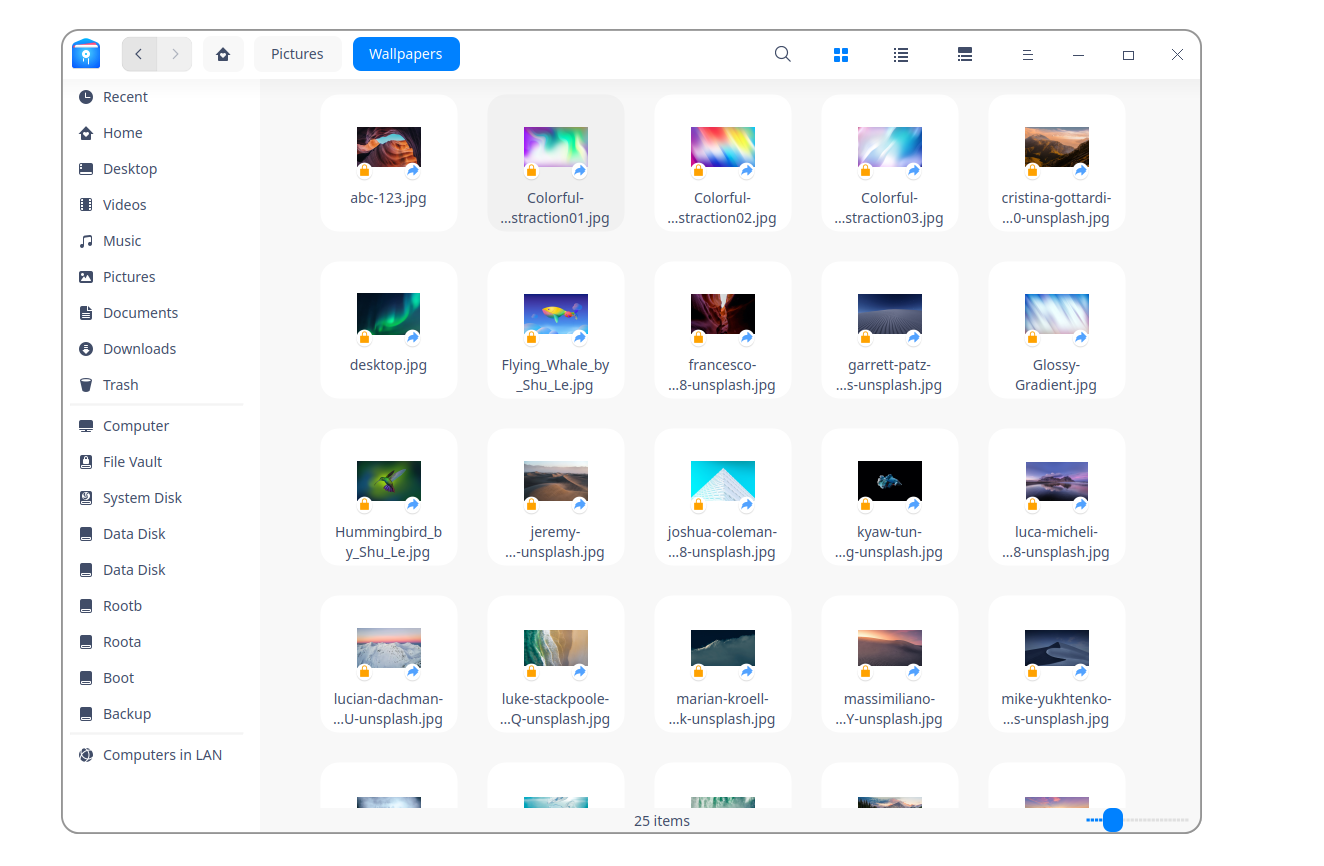 Pictures
Wallpapers
Recent
Home
Desktop
Videos
Music
Pictures
Documents
Downloads
Trash
Computer
File Vault
System Disk
Data Disk
Data Disk
Rootb
Roota
Boot
Backup
Computers in LAN
abc-123.jpg
Colorful-
...straction01.jpg
Colorful-
...straction02.jpg
Colorful-
...straction03.jpg
cristina-gottardi-
...0-unsplash.jpg
desktop.jpg
Flying_Whale_by
_Shu_Le.jpg
francesco-
...8-unsplash.jpg
garrett-patz-
...s-unsplash.jpg
Glossy-
Gradient.jpg
Hummingbird_b
y_Shu_Le.jpg
jeremy-
...-unsplash.jpg
joshua-coleman-
...8-unsplash.jpg
kyaw-tun-
...g-unsplash.jpg
luca-micheli-
...8-unsplash.jpg
lucian-dachman-
...U-unsplash.jpg
luke-stackpoole-
...Q-unsplash.jpg
marian-kroell-
...k-unsplash.jpg
massimiliano-
...Y-unsplash.jpg
mike-yukhtenko-
...s-unsplash.jpg
25 items